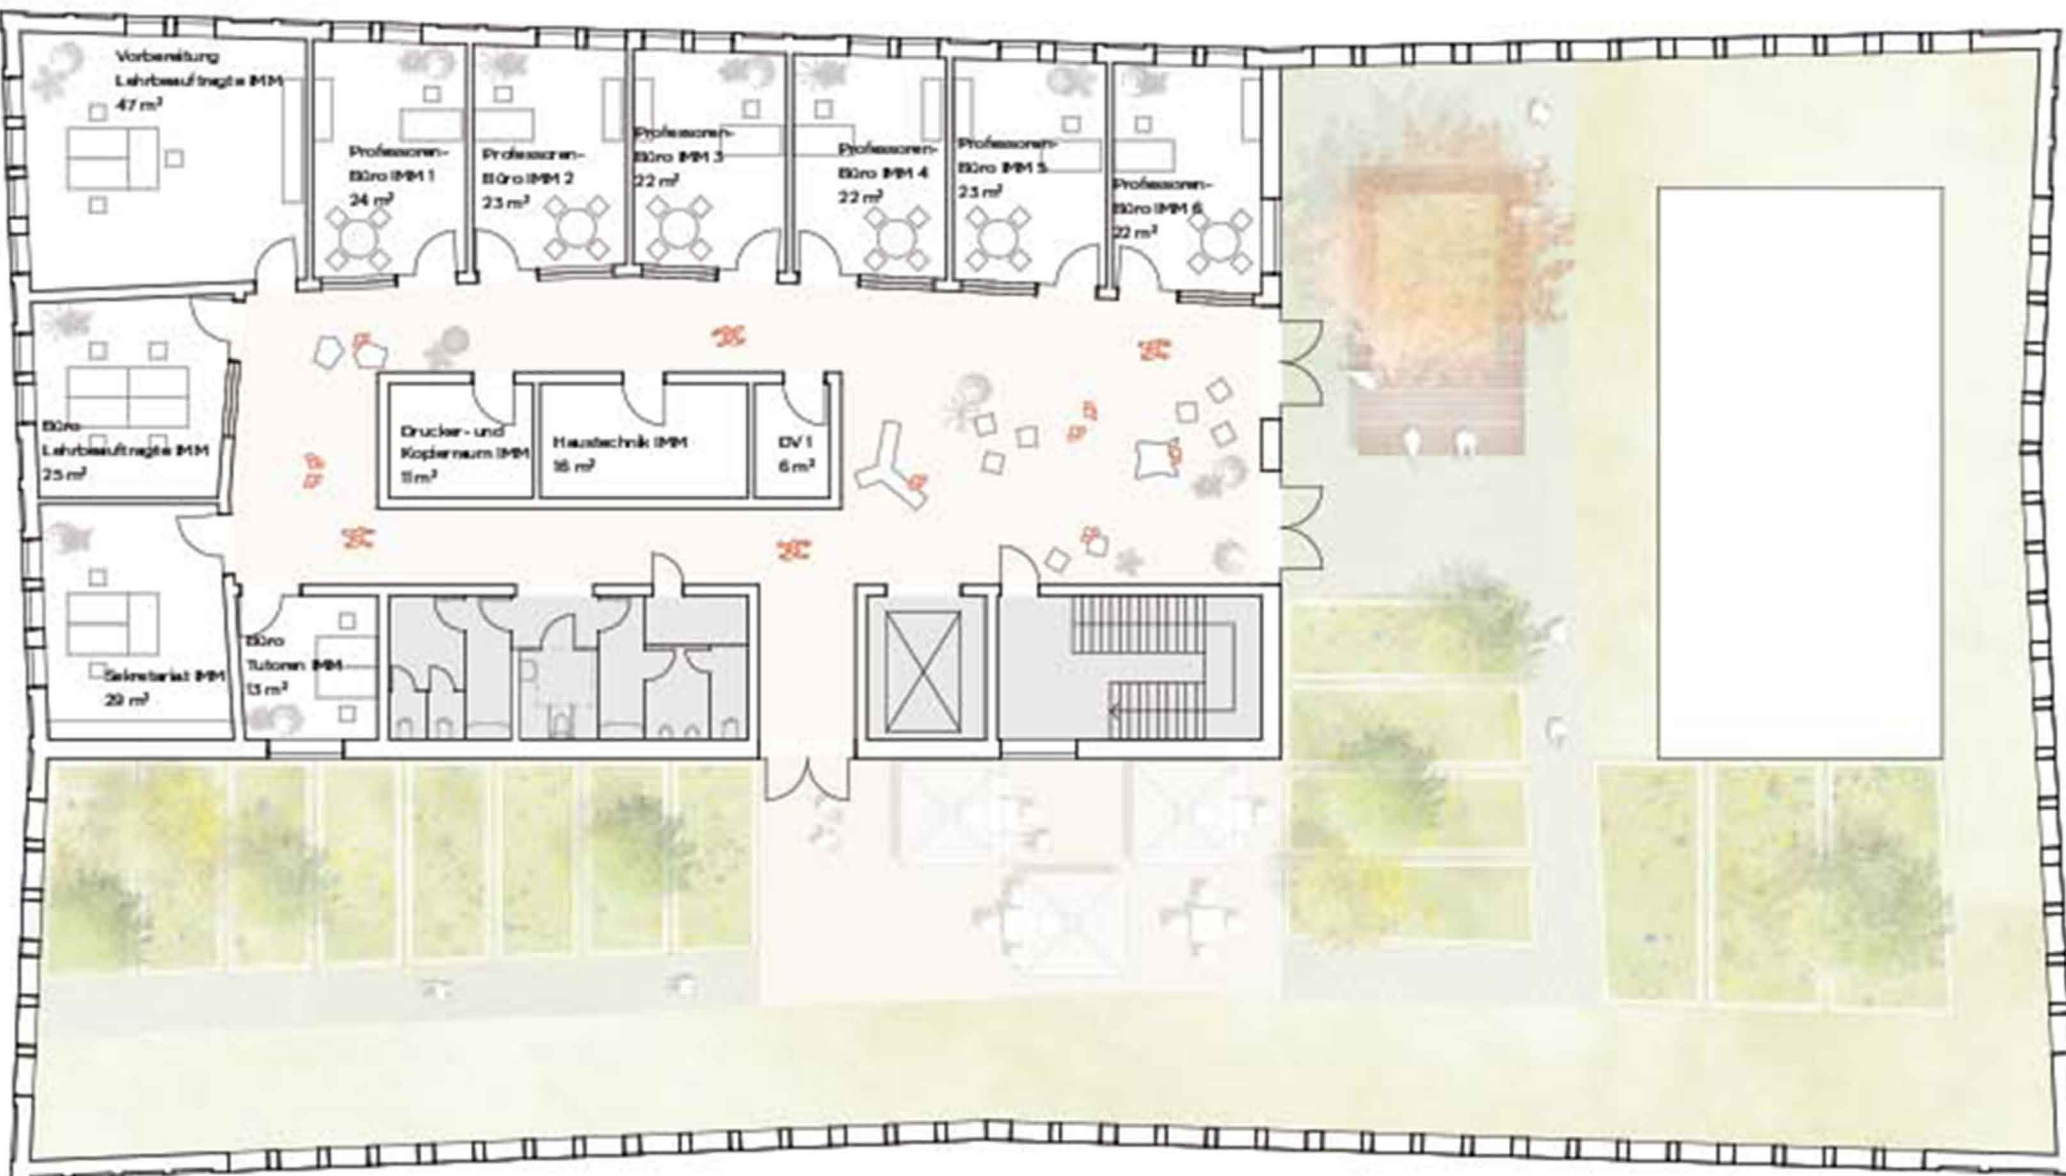 Vorbereitung
Lehrbeauftragte IMM
47 m²
Professoren-
Büro IMM 1
24 m²
Professoren-
Büro IMM 2
23 m²
Professoren-
Büro IMM 3
22 m²
Professoren-
Büro IMM 4
22 m²
Professoren-
Büro IMM 5
23 m²
Professoren-
Büro IMM 6
22 m²
Büro
Lehrbeauftragte IMM
25 m²
Drucker- und
Kopierraum IMM
11 m²
Haustechnik IMM
16 m²
DV 1
6 m²
Sekretariat IMM
29 m²
Büro
Tutoren IMM
13 m²